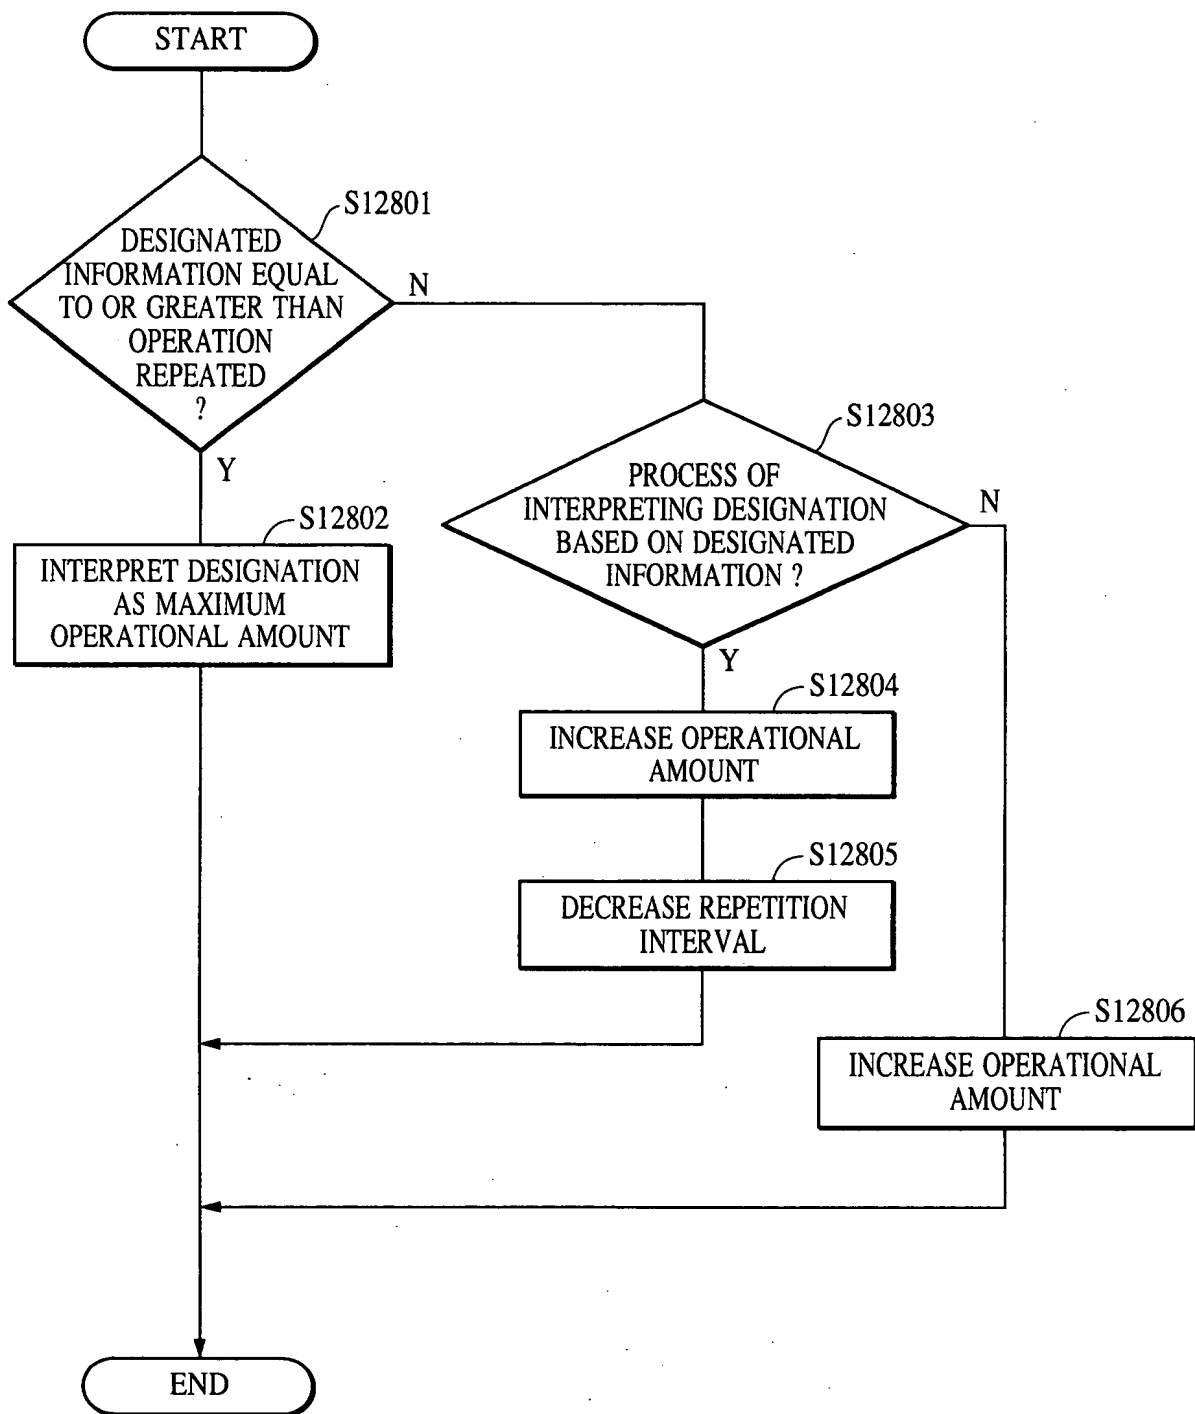 START
S12801
DESIGNATED
INFORMATION EQUAL
TO OR GREATER THAN
OPERATION
REPEATED
?
N
Y
S12802
INTERPRET DESIGNATION
AS MAXIMUM
OPERATIONAL AMOUNT
S12803
PROCESS OF
INTERPRETING DESIGNATION
BASED ON DESIGNATED
INFORMATION ?
N
Y
S12804
INCREASE OPERATIONAL
AMOUNT
S12805
DECREASE REPETITION
INTERVAL
S12806
INCREASE OPERATIONAL
AMOUNT
END